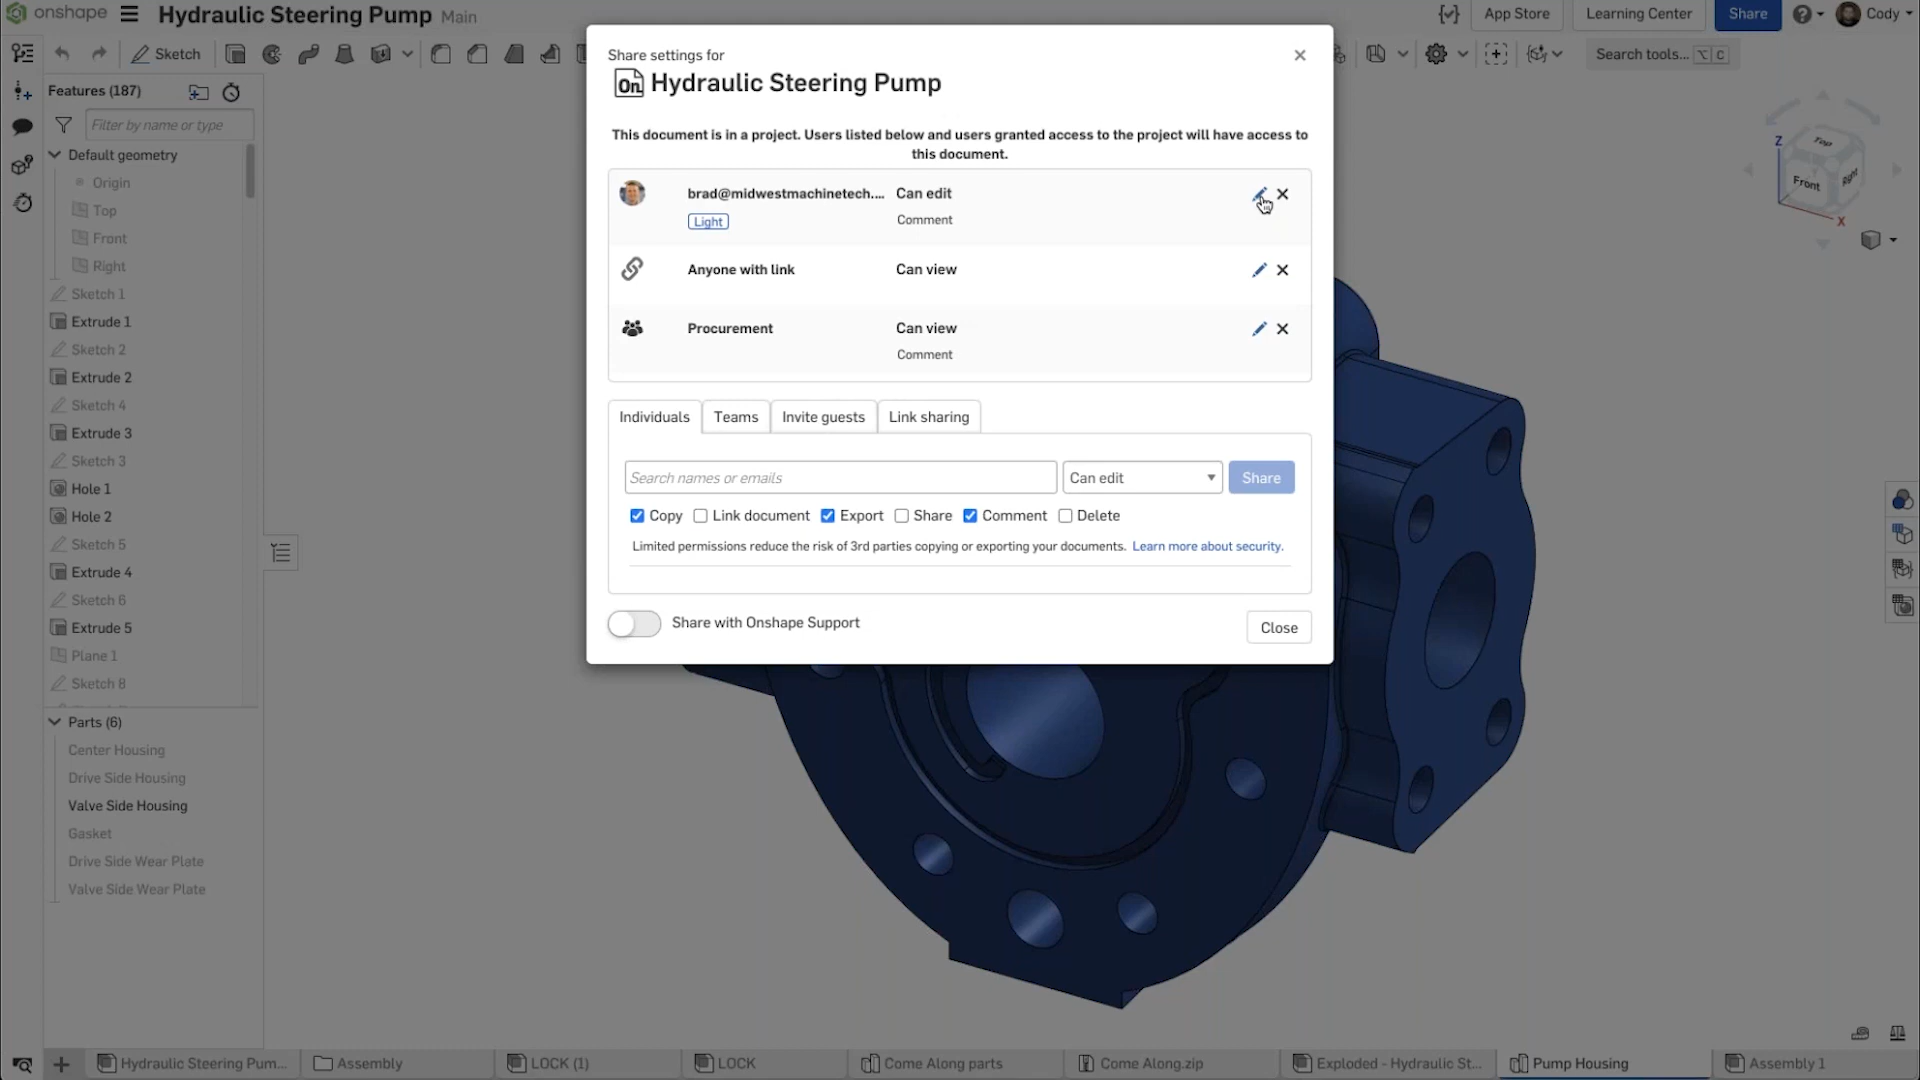 onshape
Hydraulic Steering Pump Main
App Store
Learning Center
Share
Cody
Sketch
Search tools... ⌥ C
Features (187)
Filter by name or type
Default geometry
Origin
Top
Front
Right
Sketch 1
Extrude 1
Sketch 2
Extrude 2
Sketch 4
Extrude 3
Sketch 3
Hole 1
Hole 2
Sketch 5
Extrude 4
Sketch 6
Extrude 5
Plane 1
Sketch 8
Parts (6)
Center Housing
Drive Side Housing
Valve Side Housing
Gasket
Drive Side Wear Plate
Valve Side Wear Plate
Share settings for
On Hydraulic Steering Pump
This document is in a project. Users listed below and users granted access to the project will have access to
this document.
brad@midwestmachinetech.... Can edit
Light Comment
Anyone with link Can view
Procurement Can view
Comment
Individuals Teams Invite guests Link sharing
Search names or emails Can edit Share
Copy Link document Export Share Comment Delete
Limited permissions reduce the risk of 3rd parties copying or exporting your documents. Learn more about security.
Share with Onshape Support Close
Z
Top
Front
Right
X
Hydraulic Steering Pum... Assembly LOCK (1) LOCK Come Along parts Come Along.zip Exploded - Hydraulic St... Pump Housing Assembly 1